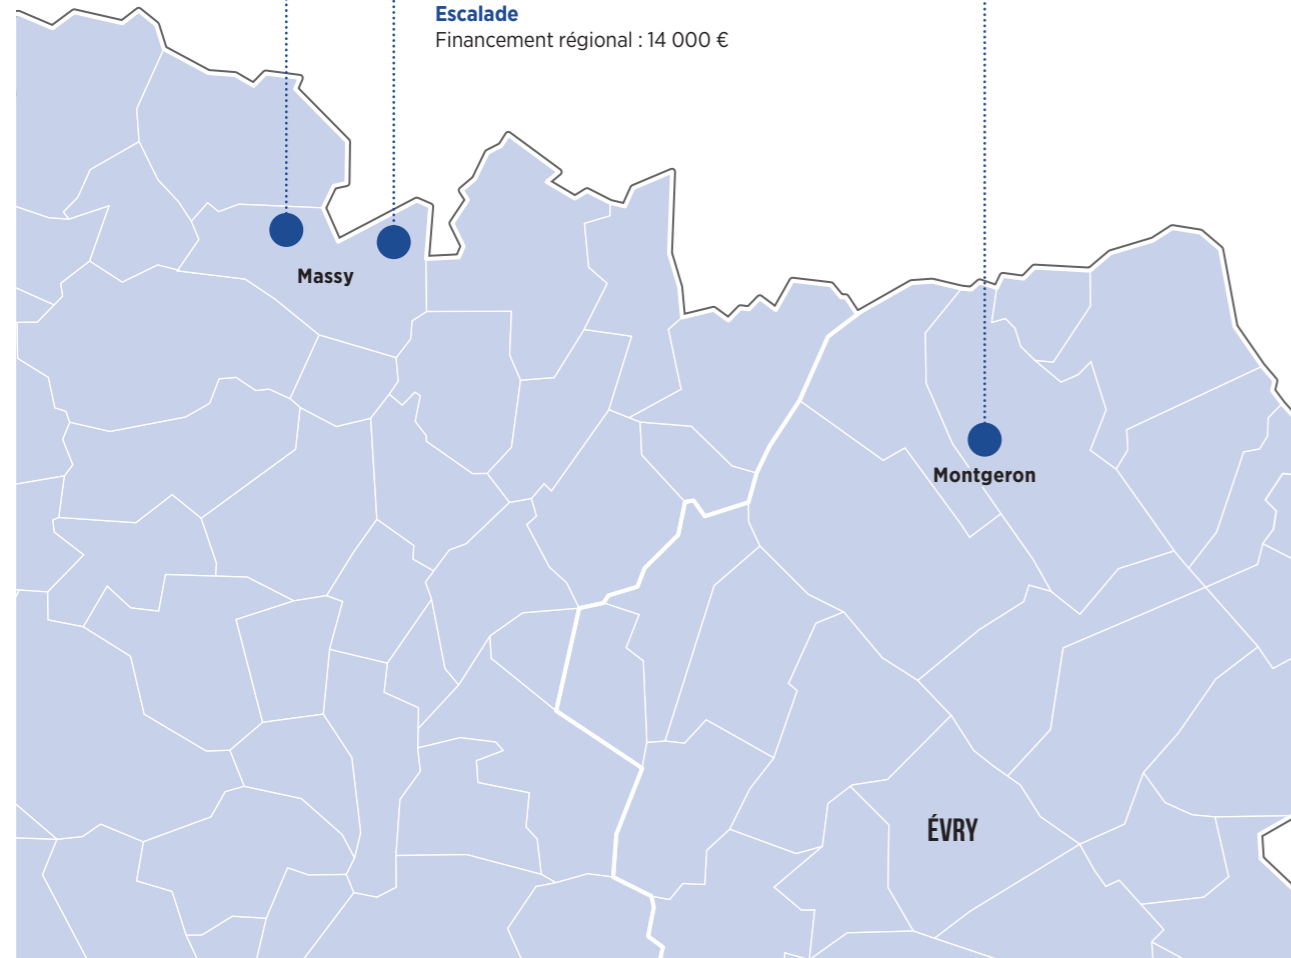 Escalade
Financement régional : 14 000 €
Massy
Montgeron
ÉVRY